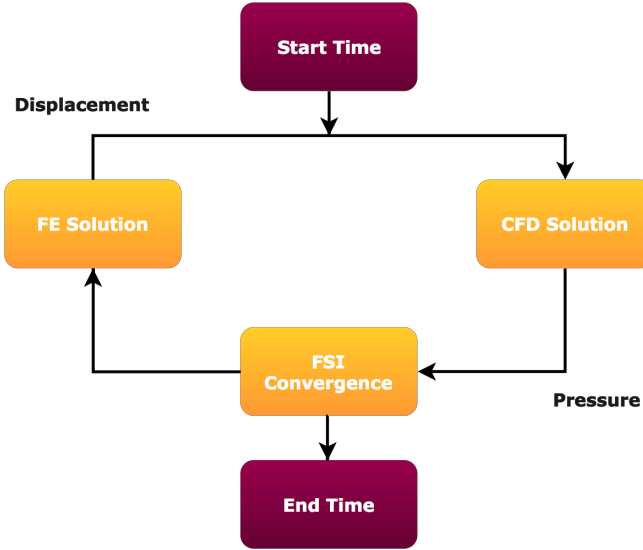 Start Time
Displacement
FE Solution
CFD Solution
FSI
Convergence
Pressure
End Time